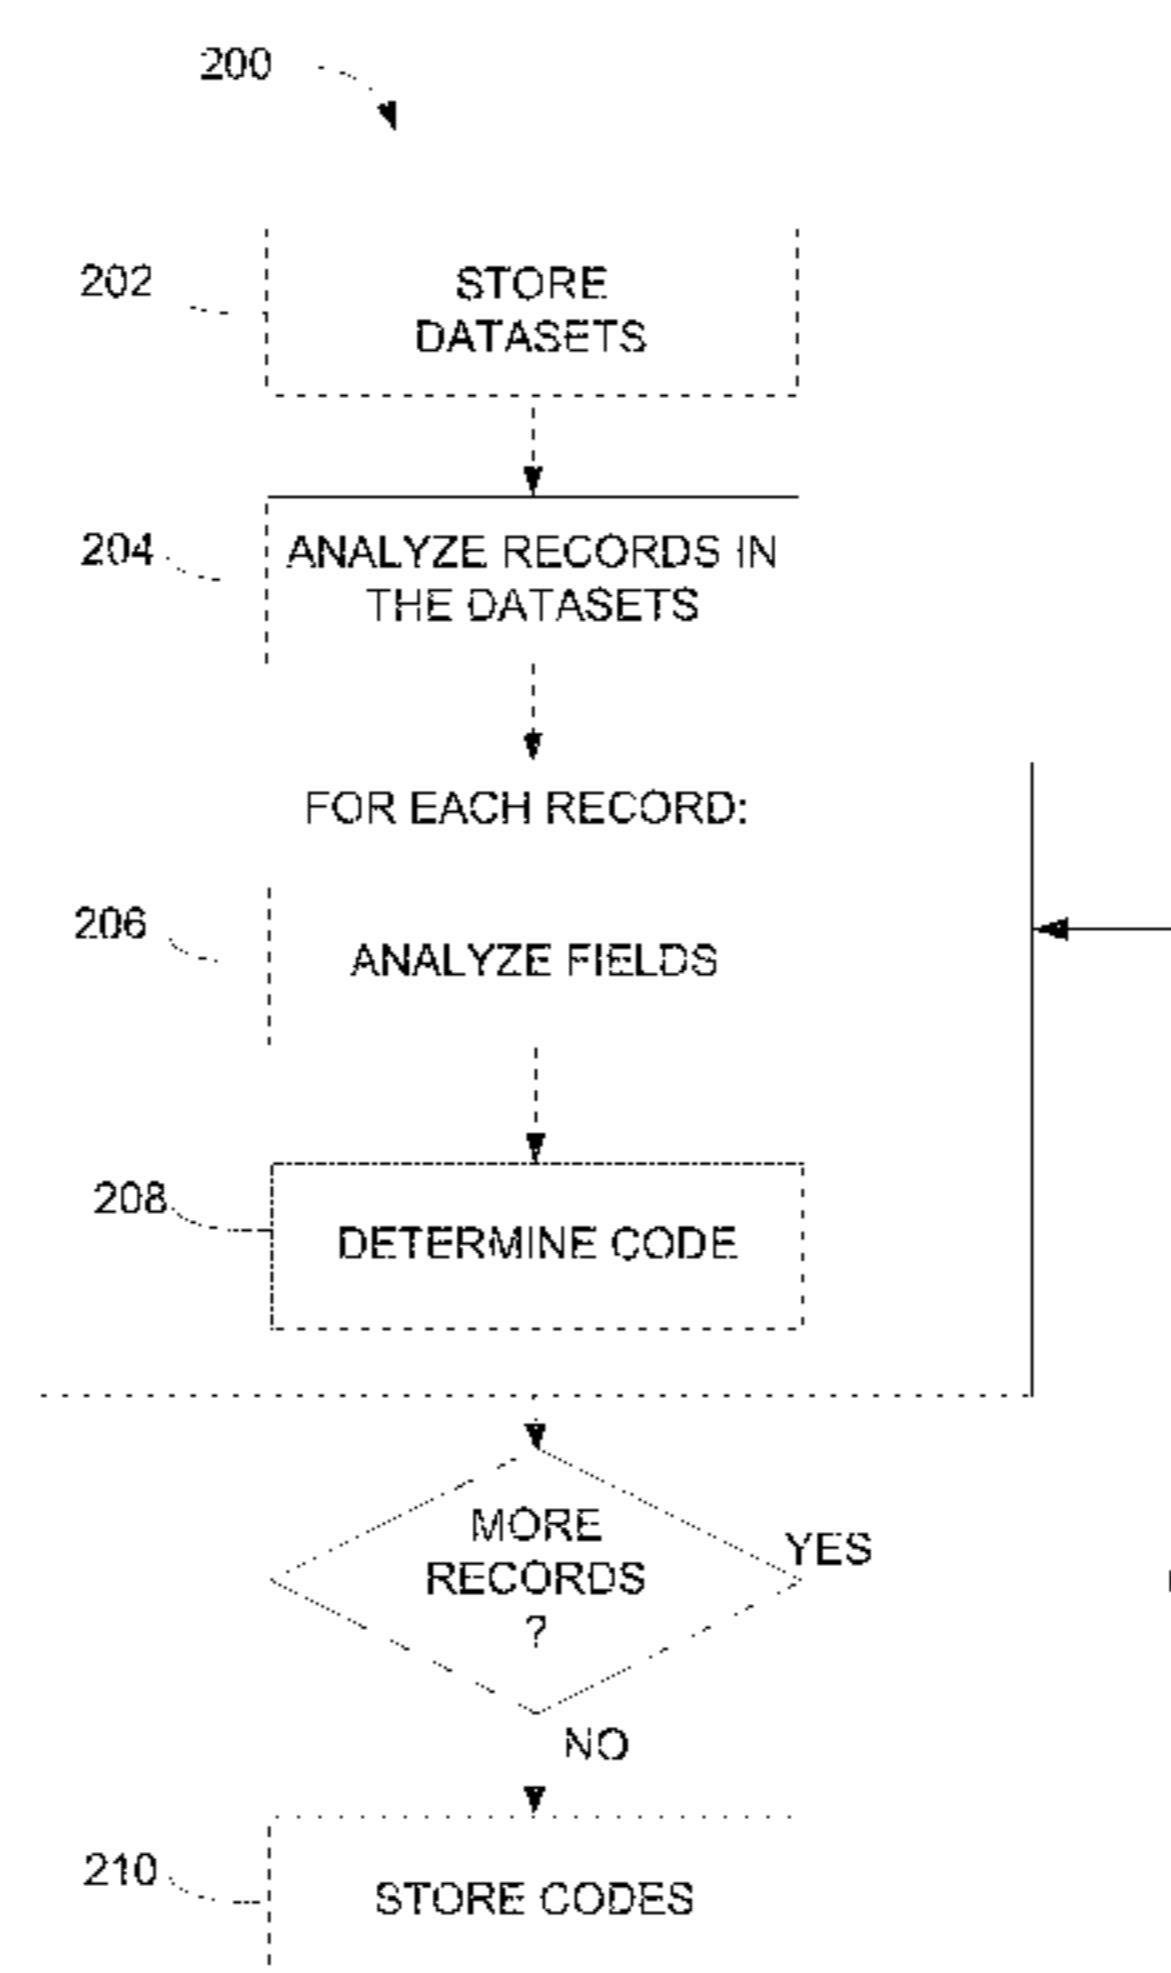 200
202
STORE
DATASETS
204
ANALYZE RECORDS IN
THE DATASETS
FOR EACH RECORD:
206
ANALYZE FIELDS
208
DETERMINE CODE
MORE
RECORDS
?
YES
NO
210
STORE CODES